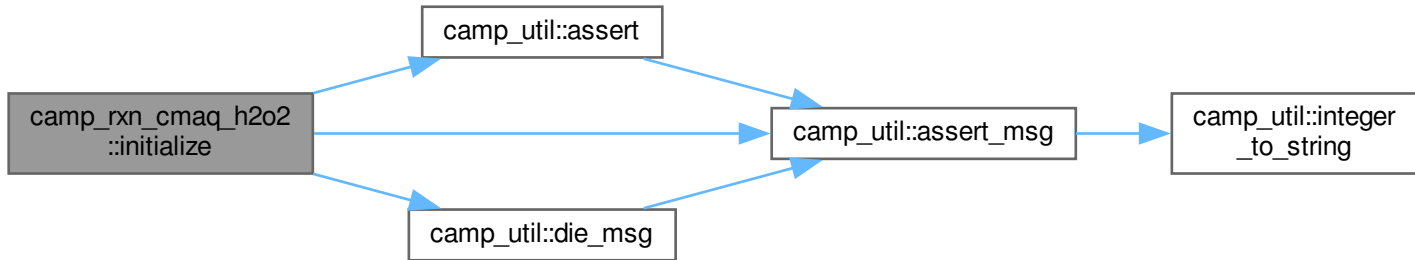 camp_rxn_cmaq_h2o2
::initialize
camp_util::assert
camp_util::die_msg
camp_util::assert_msg
camp_util::integer
_to_string